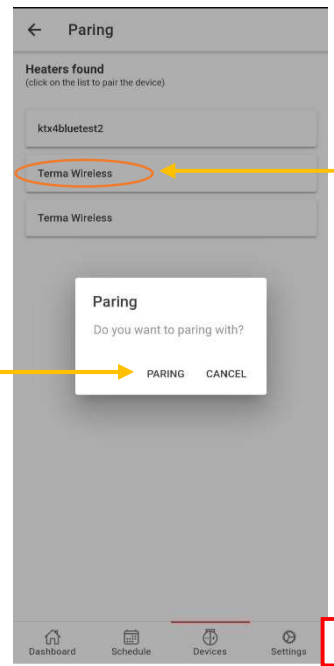 Paring
Heaters found
(click on the list to pair the device)
ktx4bluetest2
Terma Wireless
Terma Wireless
Paring
Do you want to paring with?
PARING CANCEL
Dashboard Schedule Devices Settings